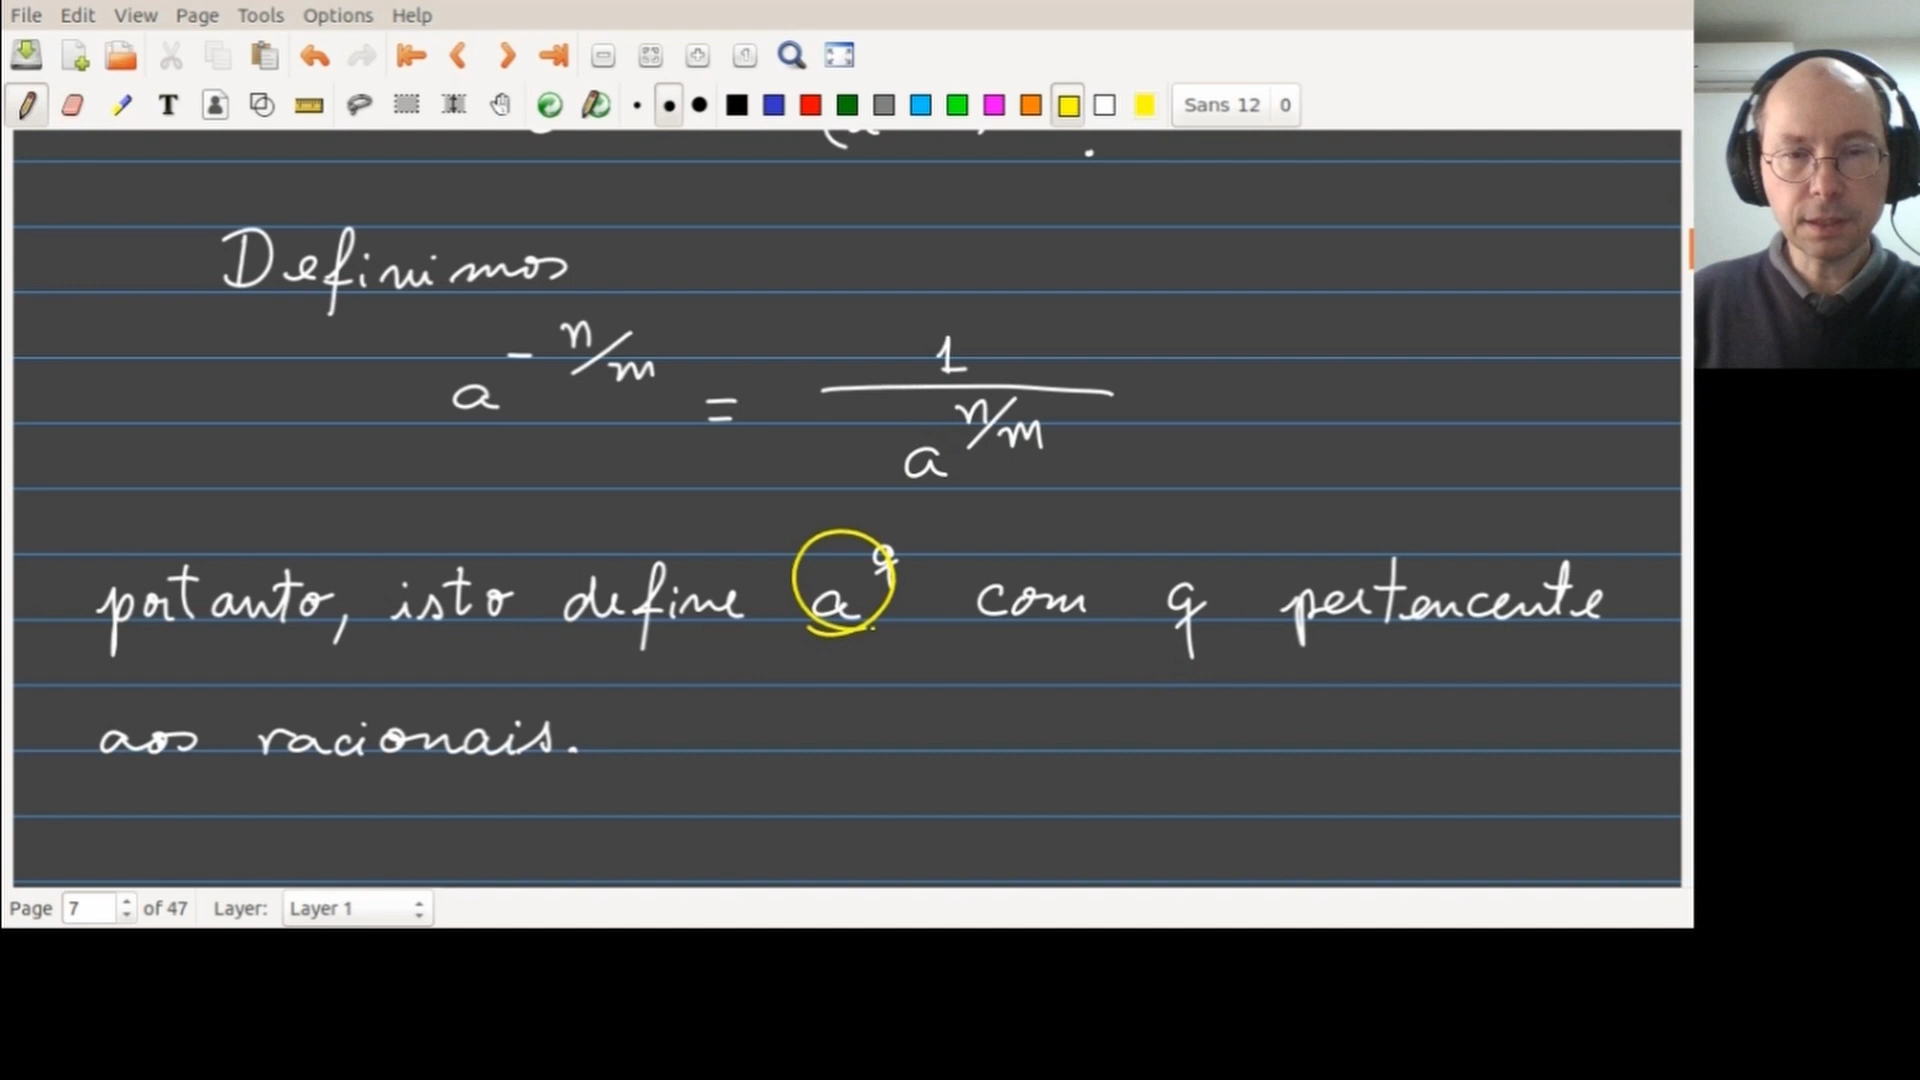 File Edit View Page Tools Options Help
T Sans 12 0
Definimos
a^{-n/m} = \frac{1}{a^{n/m}}
portanto, isto define a^q com q pertencente
aos racionais.
Page 7 of 47 Layer: Layer 1